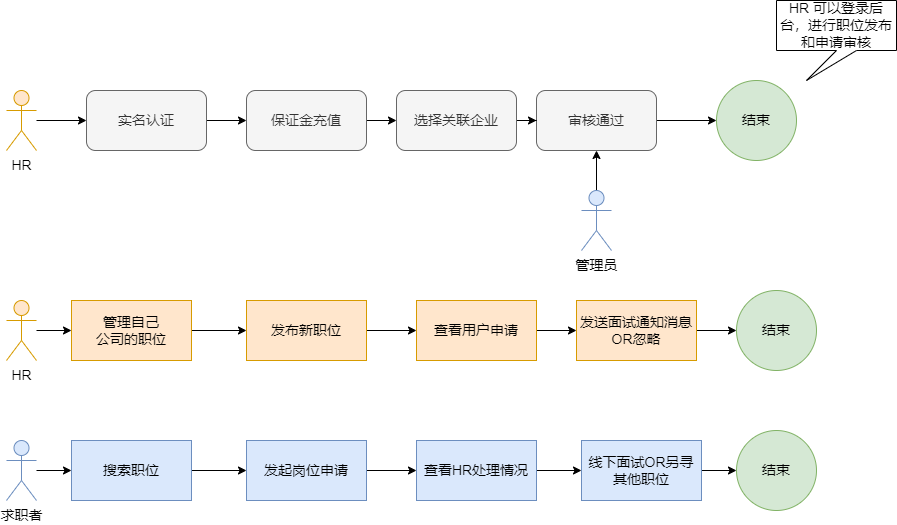 HR 可以登录后
台，进行职位发布
和申请审核
实名认证
保证金充值
选择关联企业
审核通过
结束
HR
管理员
管理自己
公司的职位
发布新职位
查看用户申请
发送面试通知消息
OR忽略
结束
HR
搜索职位
发起岗位申请
查看HR处理情况
线下面试OR另寻
其他职位
结束
求职者